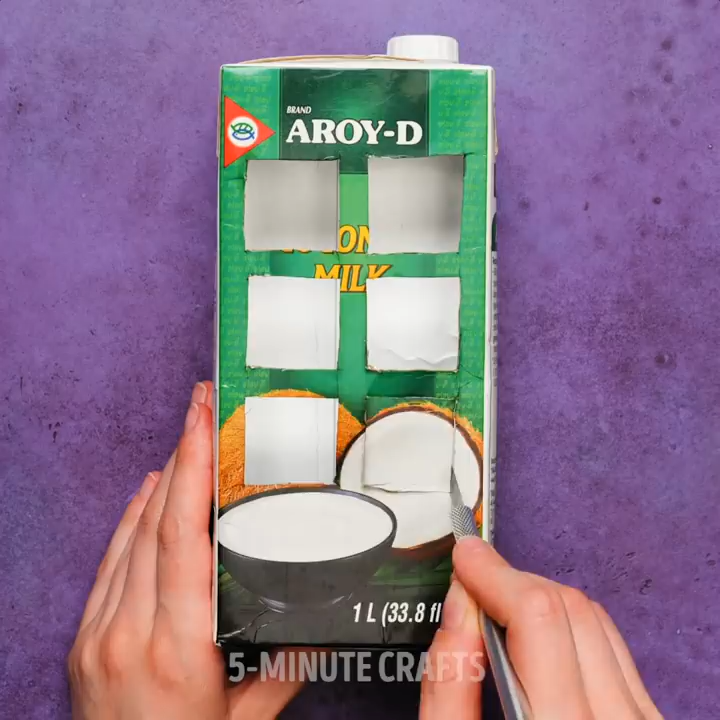 BRAND
AROY-D
MILK
1 L (33.8 fl
5-MINUTE CRAFTS